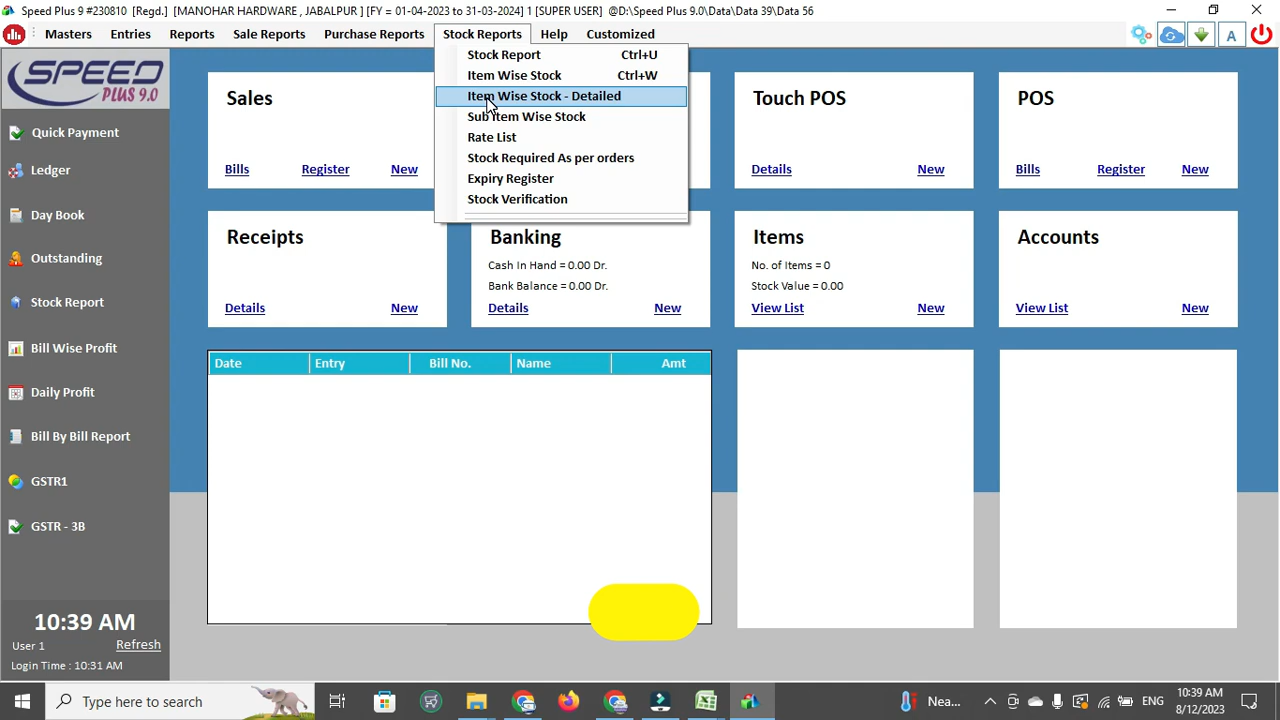 Speed Plus 9 #230810 [Regd.] [MANOHAR HARDWARE , JABALPUR ] [FY = 01-04-2023 to 31-03-2024] 1 [SUPER USER] @D:\Speed Plus 9.0\Data\Data 39\Data 56
Masters Entries Reports Sale Reports Purchase Reports Stock Reports Help Customized
A
SPEED
PLUS 9.0
Quick Payment
Ledger
Day Book
Outstanding
Stock Report
Bill Wise Profit
Daily Profit
Bill By Bill Report
GSTR1
GSTR - 3B
10:39 AM
User 1 Refresh
Login Time : 10:31 AM
Stock Report Ctrl+U
Item Wise Stock Ctrl+W
Item Wise Stock - Detailed
Sub Item Wise Stock
Rate List
Stock Required As per orders
Expiry Register
Stock Verification
Sales
Bills Register New
Touch POS
Details New
POS
Bills Register New
Receipts
Details New
Banking
Cash In Hand = 0.00 Dr.
Bank Balance = 0.00 Dr.
Details New
Items
No. of Items = 0
Stock Value = 0.00
View List New
Accounts
View List New
Date Entry Bill No. Name Amt
Type here to search
Nea...
ENG
10:39 AM
8/12/2023